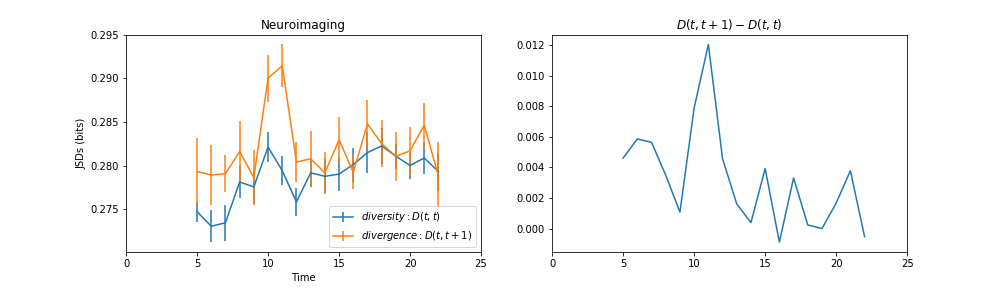 Neuroimaging
0.295
0.290
0.285
0.280
0.275
JSDs (bits)
0 5 10 15 20 25
Time
diversity: D(t, t)
divergence: D(t, t + 1)
D(t, t + 1) − D(t, t)
0.012
0.010
0.008
0.006
0.004
0.002
0.000
0 5 10 15 20 25